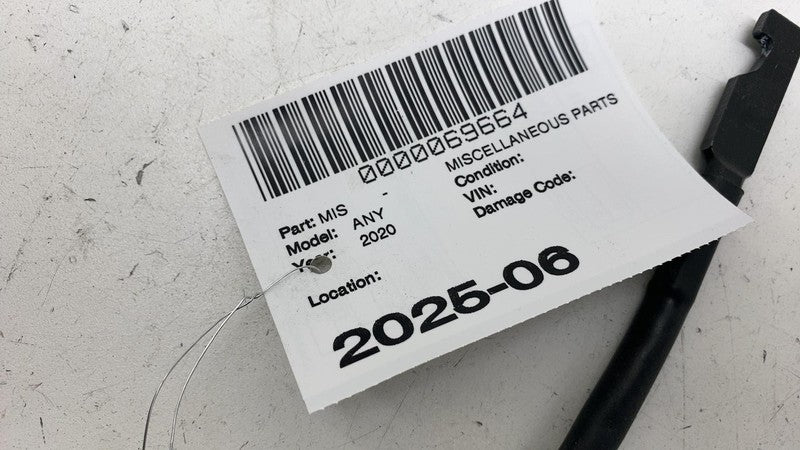 0000069664
Part: MIS - MISCELLANEOUS PARTS
Model: ANY Condition:
Year: 2020 VIN:
Damage Code:
Location:
2025-06